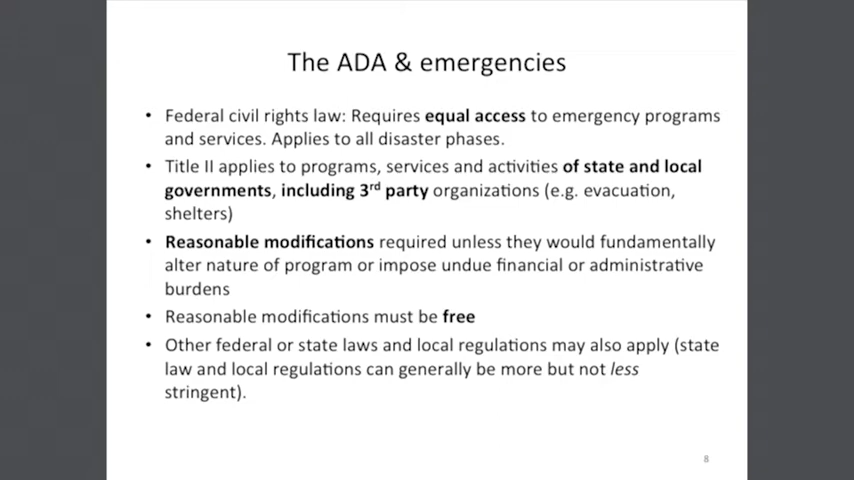 The ADA & emergencies
• Federal civil rights law: Requires equal access to emergency programs
and services. Applies to all disaster phases.
• Title II applies to programs, services and activities of state and local
governments, including 3rd party organizations (e.g. evacuation,
shelters)
• Reasonable modifications required unless they would fundamentally
alter nature of program or impose undue financial or administrative
burdens
• Reasonable modifications must be free
• Other federal or state laws and local regulations may also apply (state
law and local regulations can generally be more but not less
stringent).
8